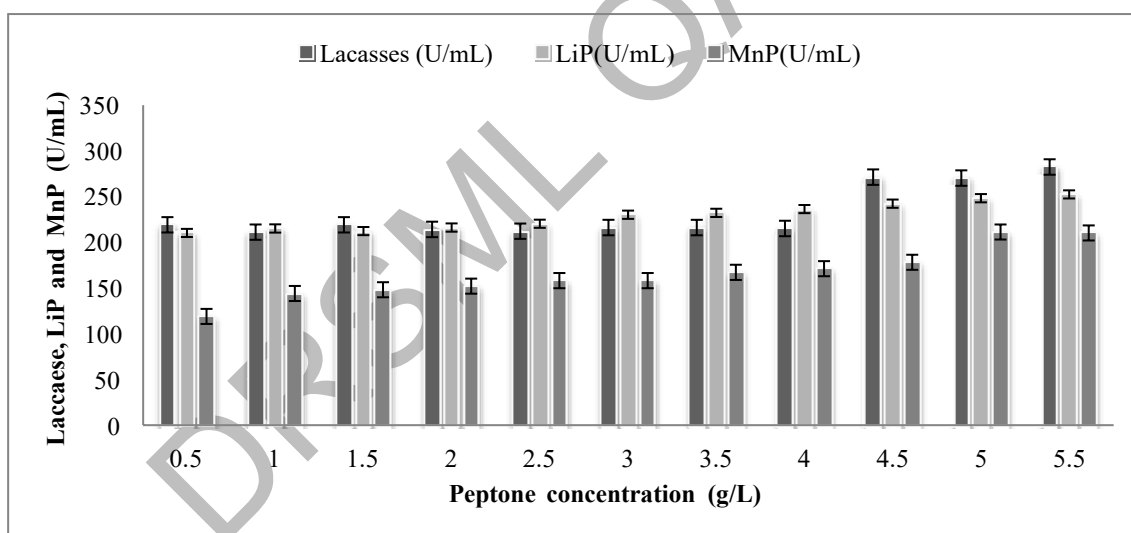 Lacasses (U/mL) LiP(U/mL) MnP(U/mL)
Laccaese, LiP and MnP (U/mL)
350
300
250
200
150
100
50
0
0.5 1 1.5 2 2.5 3 3.5 4 4.5 5 5.5
Peptone concentration (g/L)
DRSML QA